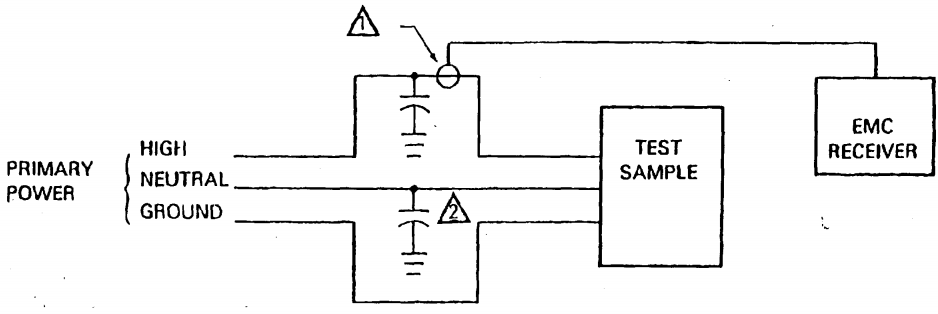 1
HIGH
NEUTRAL
GROUND
PRIMARY
POWER
2
TEST
SAMPLE
EMC
RECEIVER